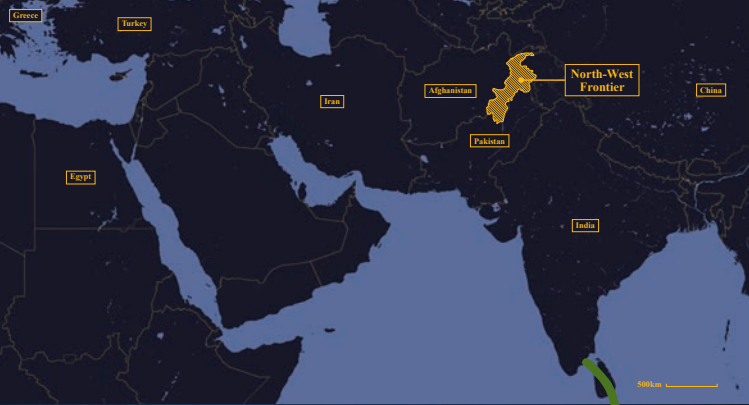 Greece
Turkey
North-West
Frontier
Afghanistan
China
Iran
Pakistan
Egypt
India
500km